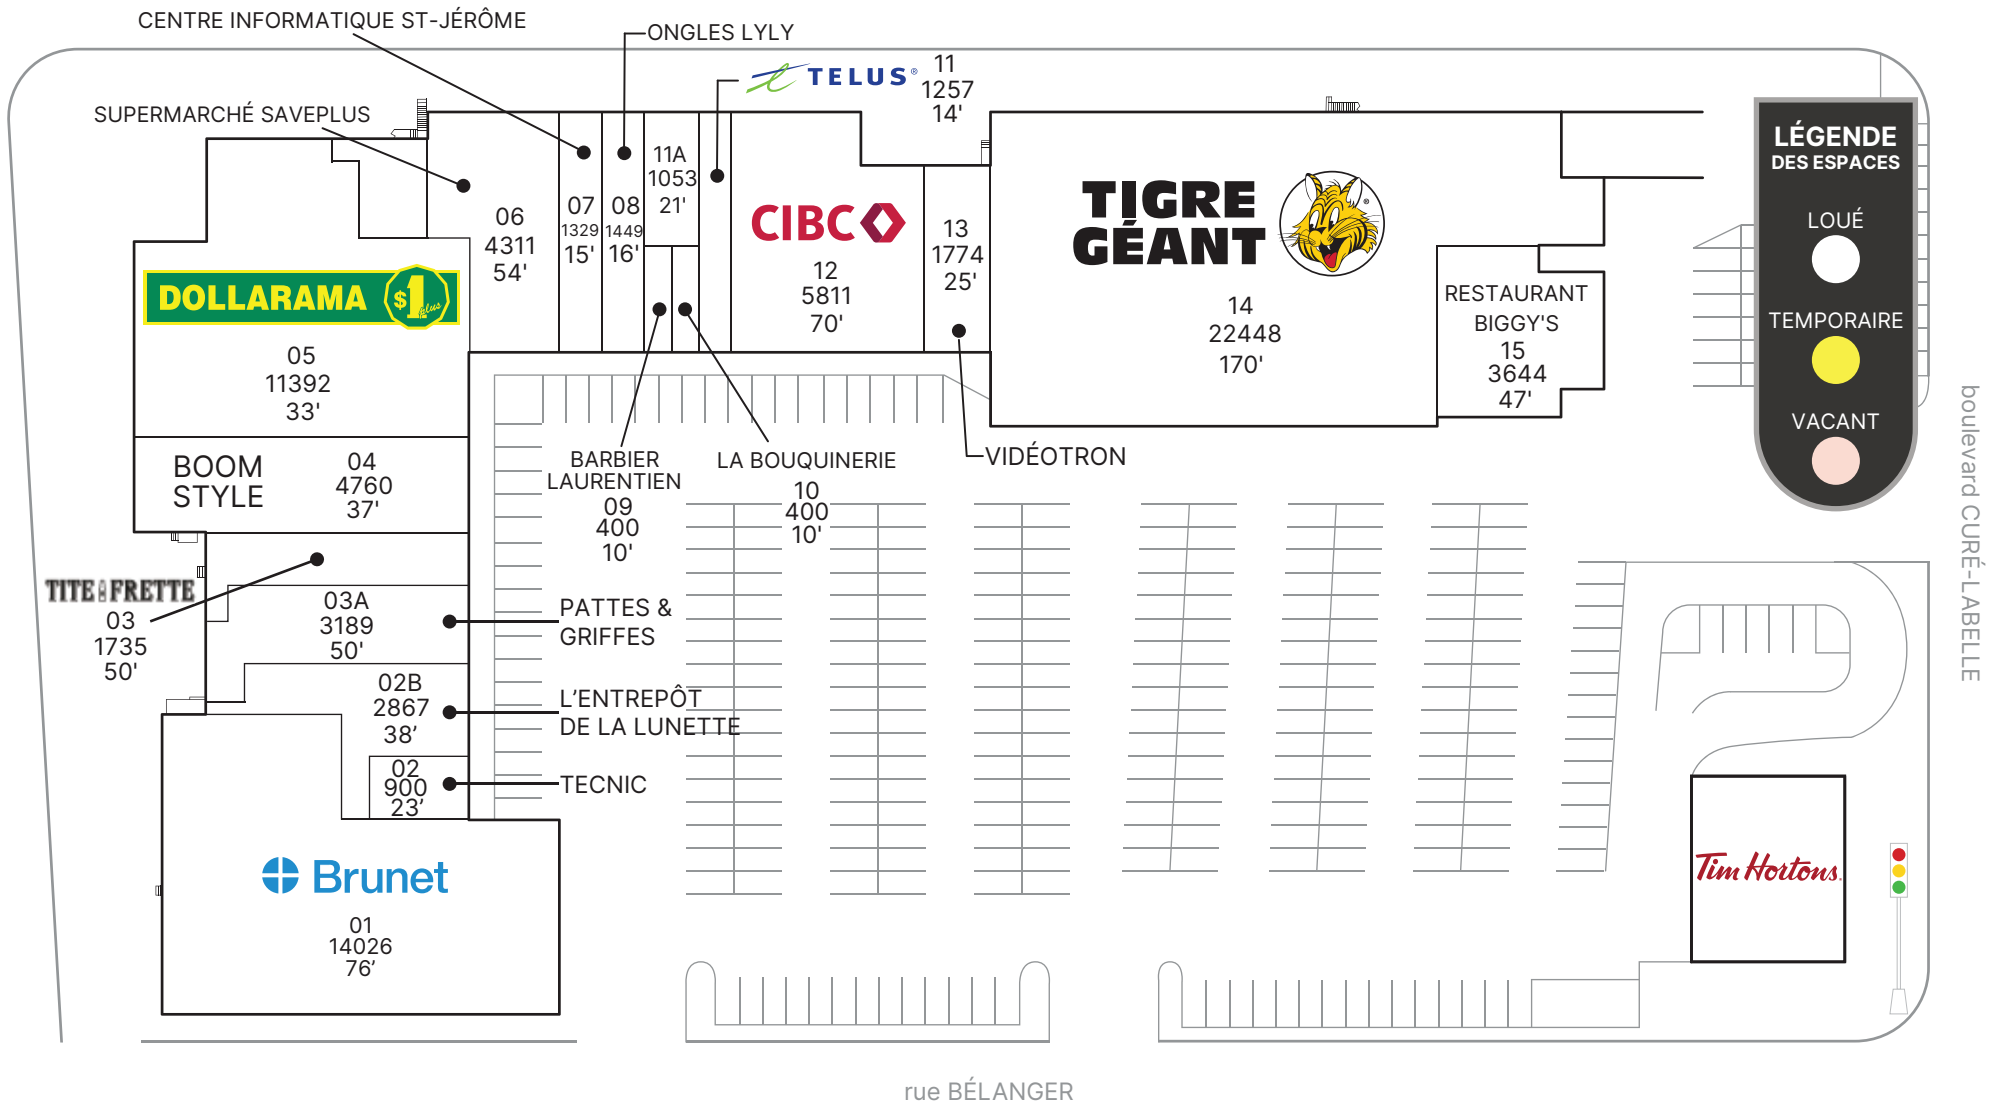 CENTRE INFORMATIQUE ST-JÉRÔME
ONGLES LYLY
TELUS®
11
1257
14'
SUPERMARCHÉ SAVEPLUS
06
4311
54'
07
1329
15'
08
1449
16'
11A
1053
21'
CIBC
12
5811
70'
13
1774
25'
TIGRE
GÉANT
®
14
22448
170'
RESTAURANT
BIGGY'S
15
3644
47'
LÉGENDE
DES ESPACES
LOUÉ
TEMPORAIRE
VACANT
boulevard CURÉ-LABELLE
DOLLARAMA $1 plus
05
11392
33'
BOOM
STYLE
04
4760
37'
BARBIER
LAURENTIEN
09
400
10'
LA BOUQUINERIE
10
400
10'
VIDÉOTRON
TITE FRETTE
03
1735
50'
03A
3189
50'
PATTES &
GRIFFES
02B
2867
38’
L’ENTREPÔT
DE LA LUNETTE
02
900
23’
TECNIC
Brunet
01
14026
76’
Tim Hortons.
rue BÉLANGER